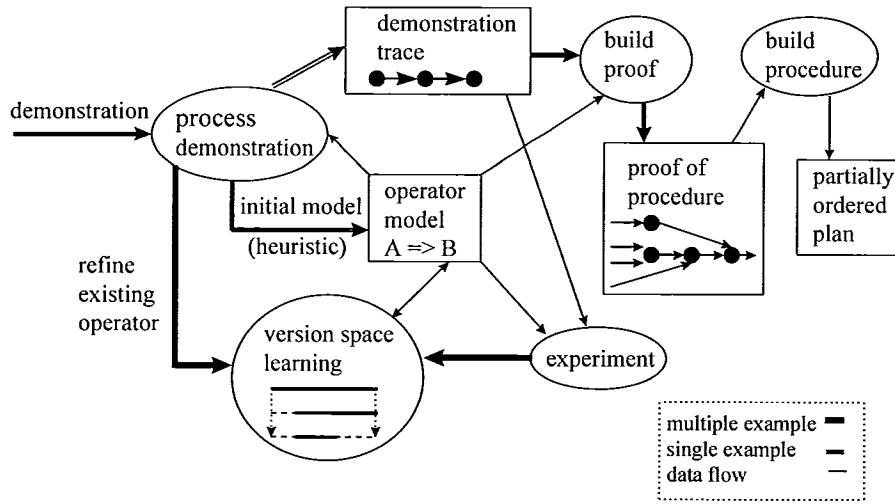 demonstration
process
demonstration
demonstration
trace
build
proof
build
procedure
initial model
(heuristic)
operator
model
A => B
proof of
procedure
partially
ordered
plan
refine
existing
operator
version space
learning
experiment
multiple example
single example
data flow